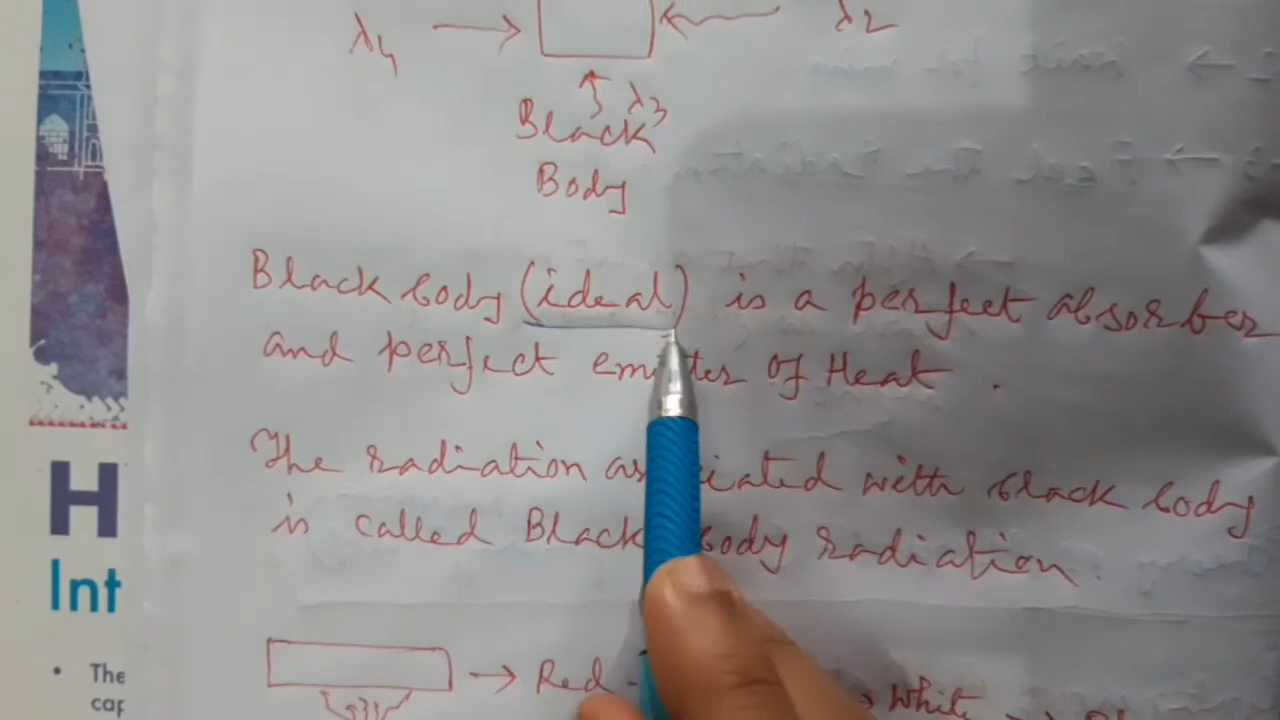 λ4 λ2
λ3
Black
Body
Black body (ideal) is a perfect absorber
and perfect emitter of Heat .
The radiation associated with black body
is called Black body radiation.
→ Red → White →
H
Int
• The
cap